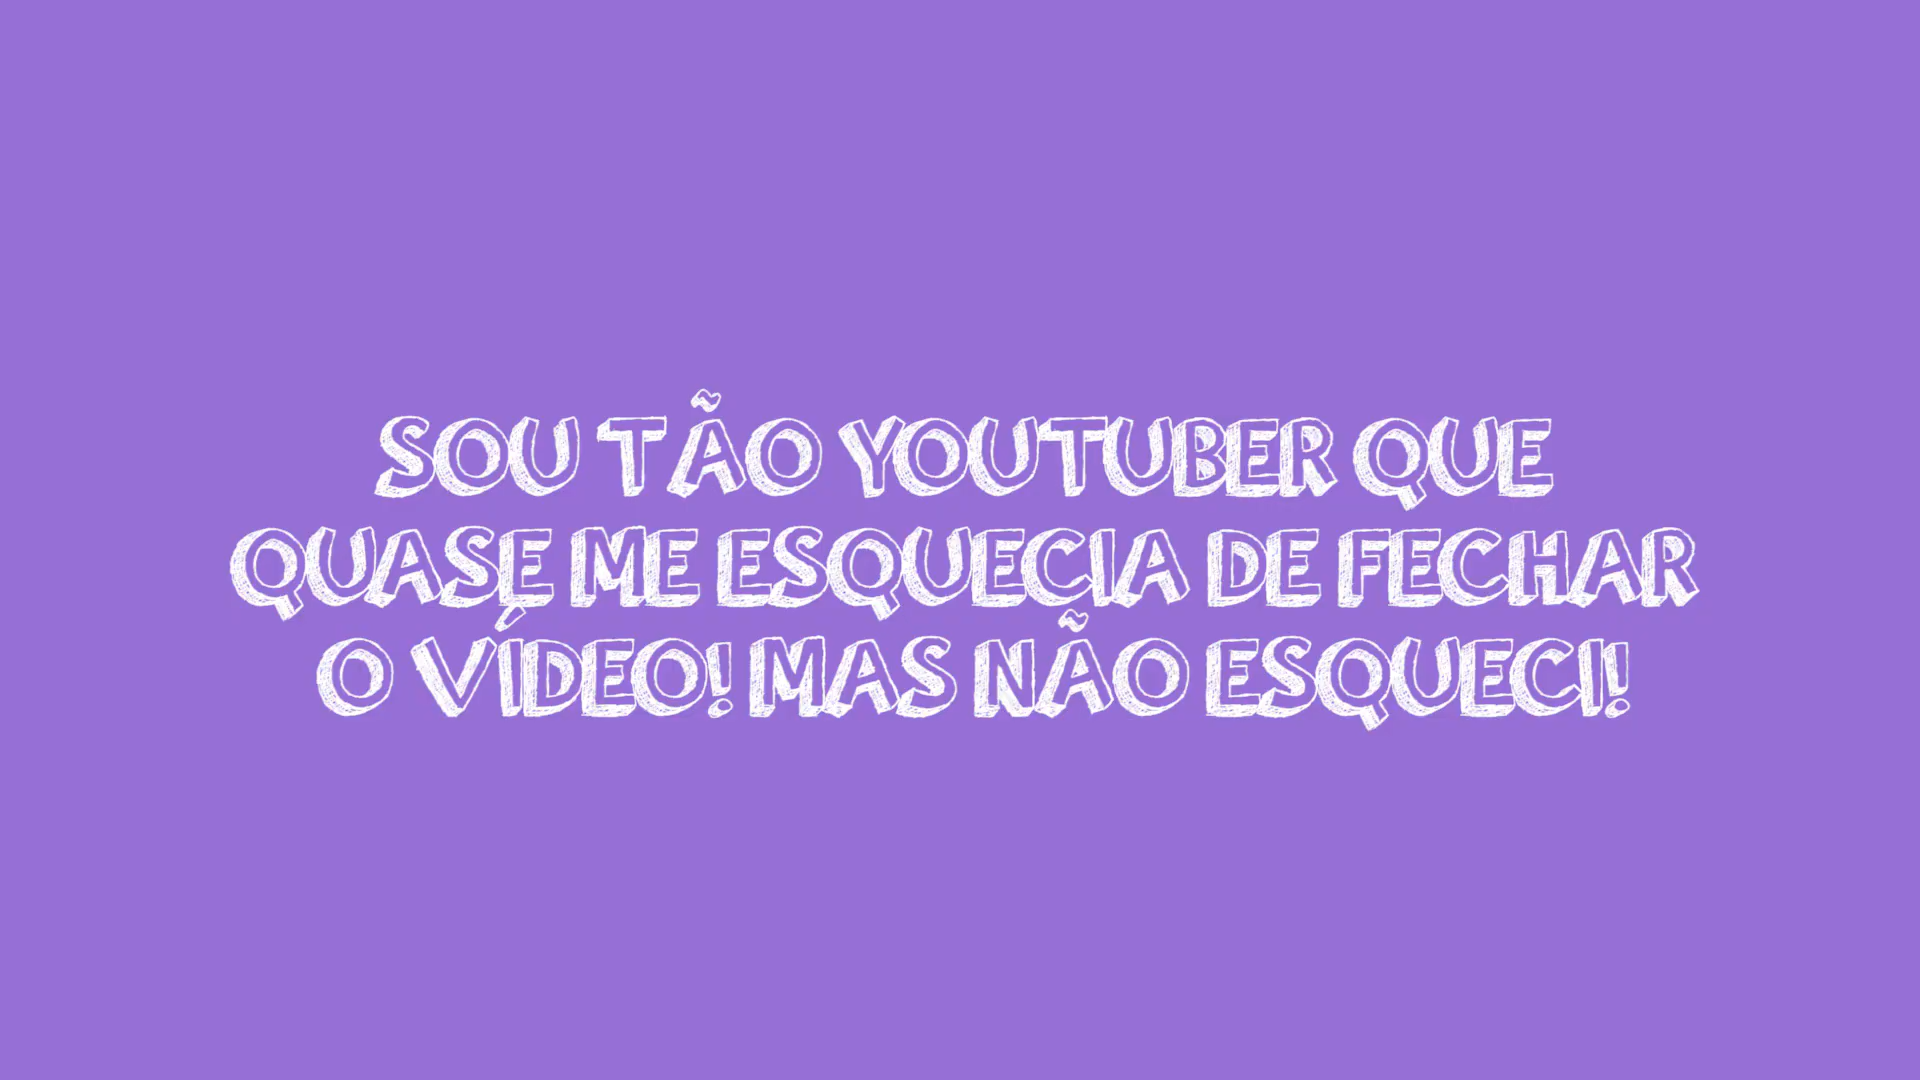 SOU TÃO YOUTUBER QUE
QUASE ME ESQUECIA DE FECHAR
O VÍDEO! MAS NÃO ESQUECI!